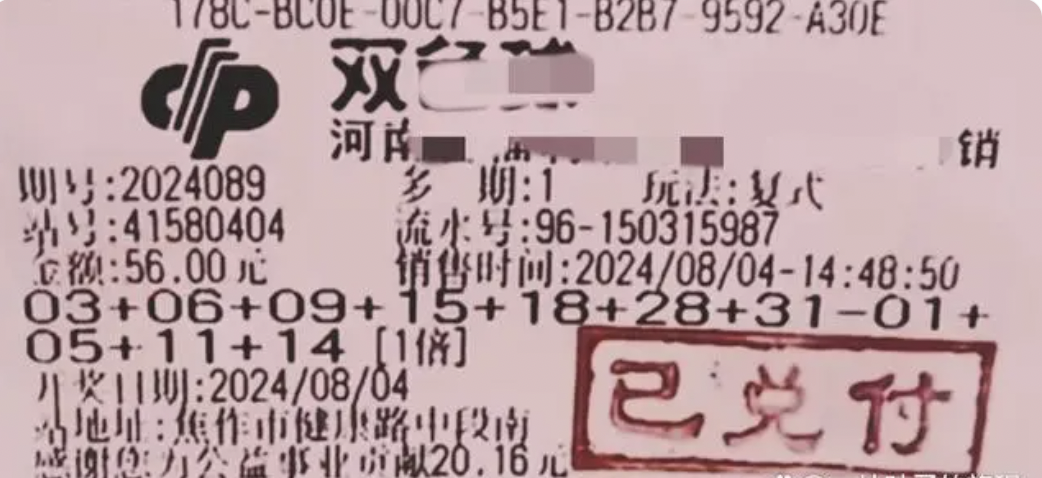 178C-BC0E-00C7-B5E1-B2B7-9592-A30E
双色球
河南 销
期号:2024089 多期:1 玩法:复式
站号:41580404 流水号:96-150315987
金额:56.00元 销售时间:2024/08/04-14:48:50
03+06+09+15+18+28+31-01+
05+11+14 [1倍]
开奖日期:2024/08/04
站地址:焦作市健康路中段南
感谢您为公益事业贡献20.16元
已兑付